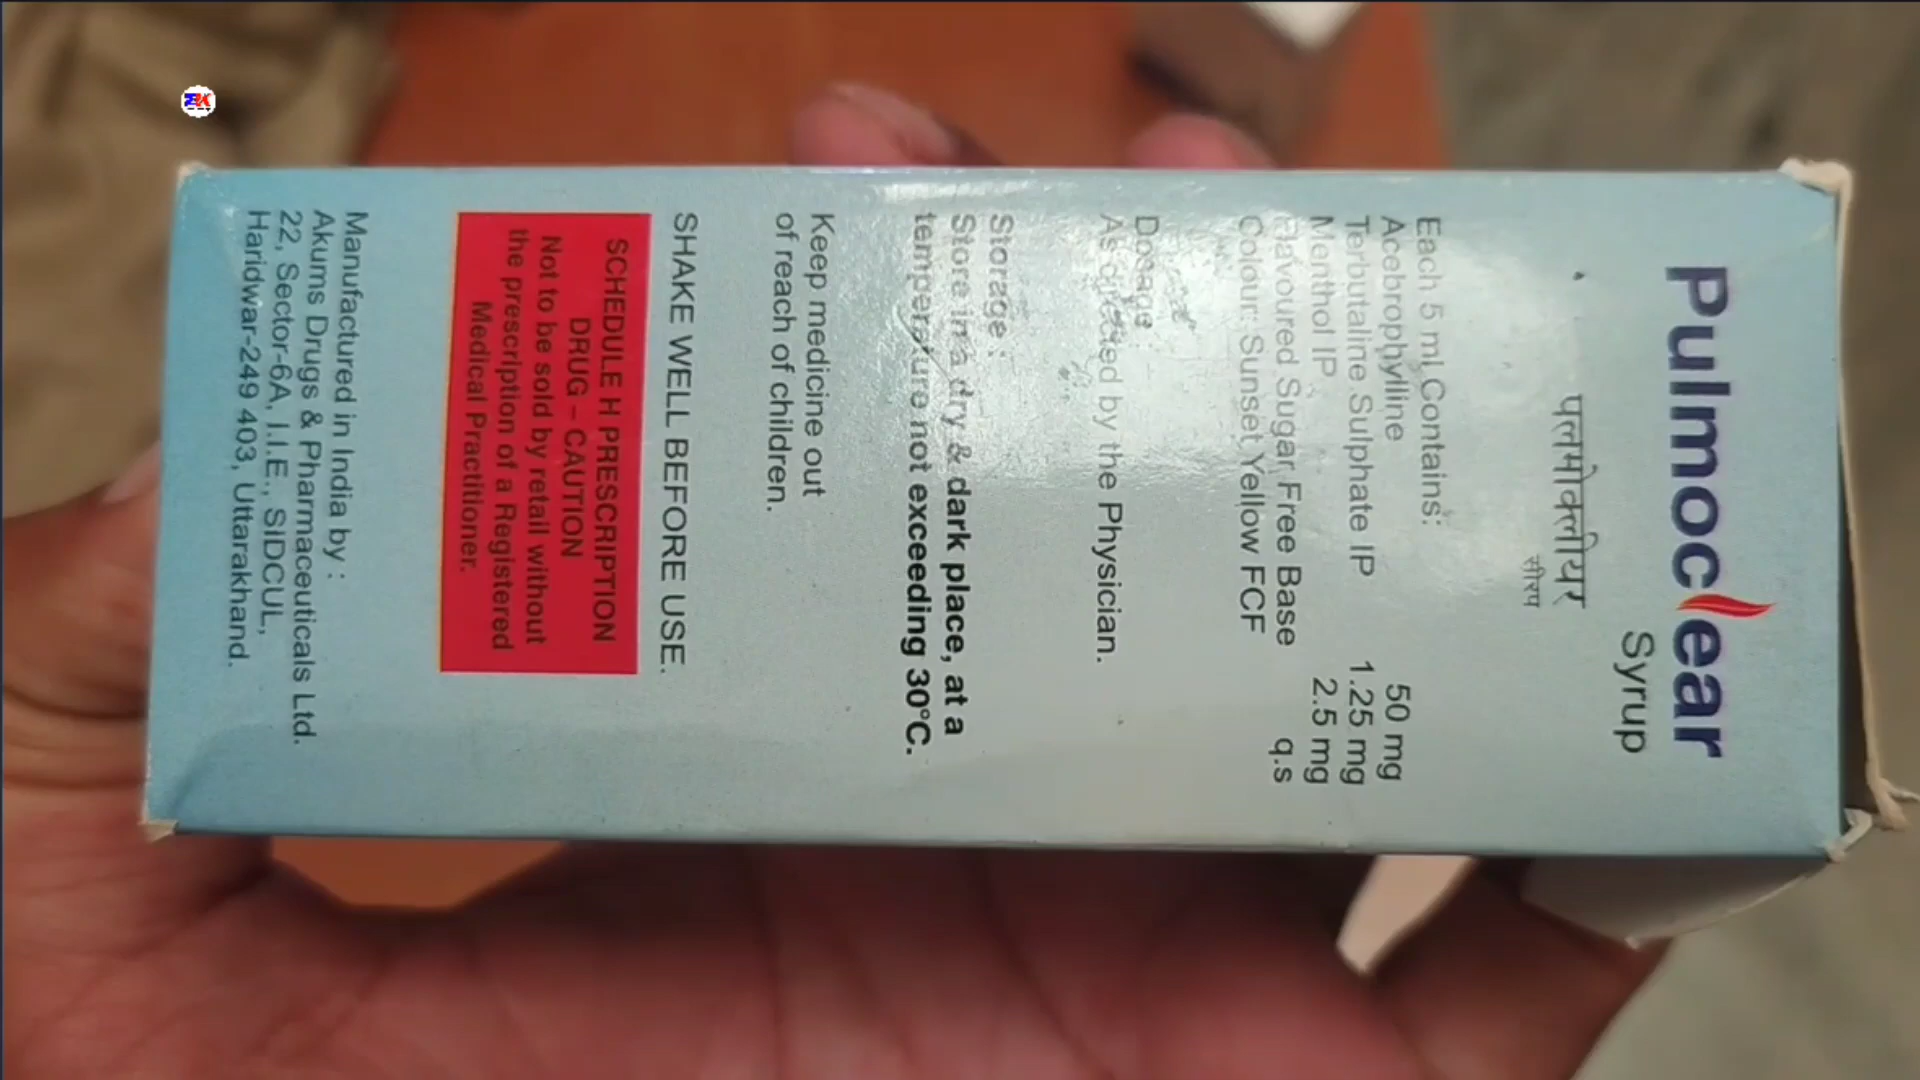 Pulmoclear
Syrup
पल्मोक्लीयर
सीरप
Each 5 ml Contains:
Acebrophylline 50 mg
Terbutaline Sulphate IP 1.25 mg
Menthol IP 2.5 mg
Flavoured Sugar Free Base q.s
Colour: Sunset Yellow FCF
Dosage:
As directed by the Physician.
Storage:
Store in a dry & dark place, at a
temperature not exceeding 30°C.
Keep medicine out
of reach of children.
SHAKE WELL BEFORE USE.
SCHEDULE H PRESCRIPTION
DRUG – CAUTION
Not to be sold by retail without
the prescription of a Registered
Medical Practitioner.
Manufactured in India by :
Akums Drugs & Pharmaceuticals Ltd.
22, Sector-6A, I.I.E., SIDCUL,
Haridwar-249 403, Uttarakhand.